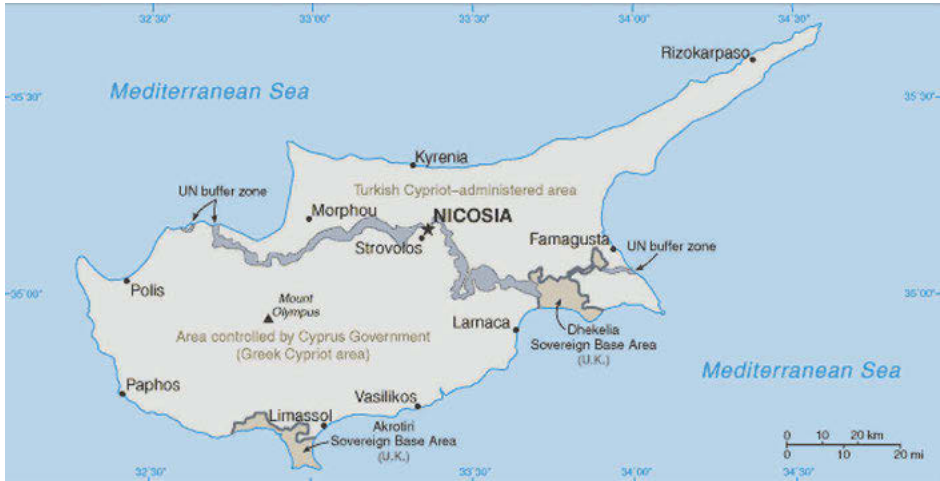 32°30'
33°00'
33°30'
34°00'
34°30'
Rizokarpaso
35°30'
Mediterranean Sea
35°30'
Kyrenia
Turkish Cypriot–administered area
UN buffer zone
Morphou
NICOSIA
Strovolos
Famagusta
UN buffer zone
Polis
35°00'
35°00'
Mount
Olympus
Larnaca
Area controlled by Cyprus Government
(Greek Cypriot area)
Dhekelia
Sovereign Base Area
(U.K.)
Mediterranean Sea
Paphos
Vasilikos
Limassol
Akrotiri
Sovereign Base Area
(U.K.)
0 10 20 km
0 10 20 mi
32°30'
33°00'
33°30'
34°00'
34°30'